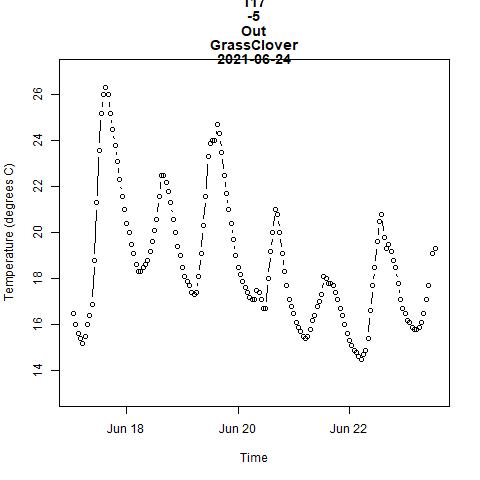 T17
-5
Out
GrassClover
2021-06-24
Temperature (degrees C)
26
24
22
20
18
16
14
Jun 18
Jun 20
Jun 22
Time